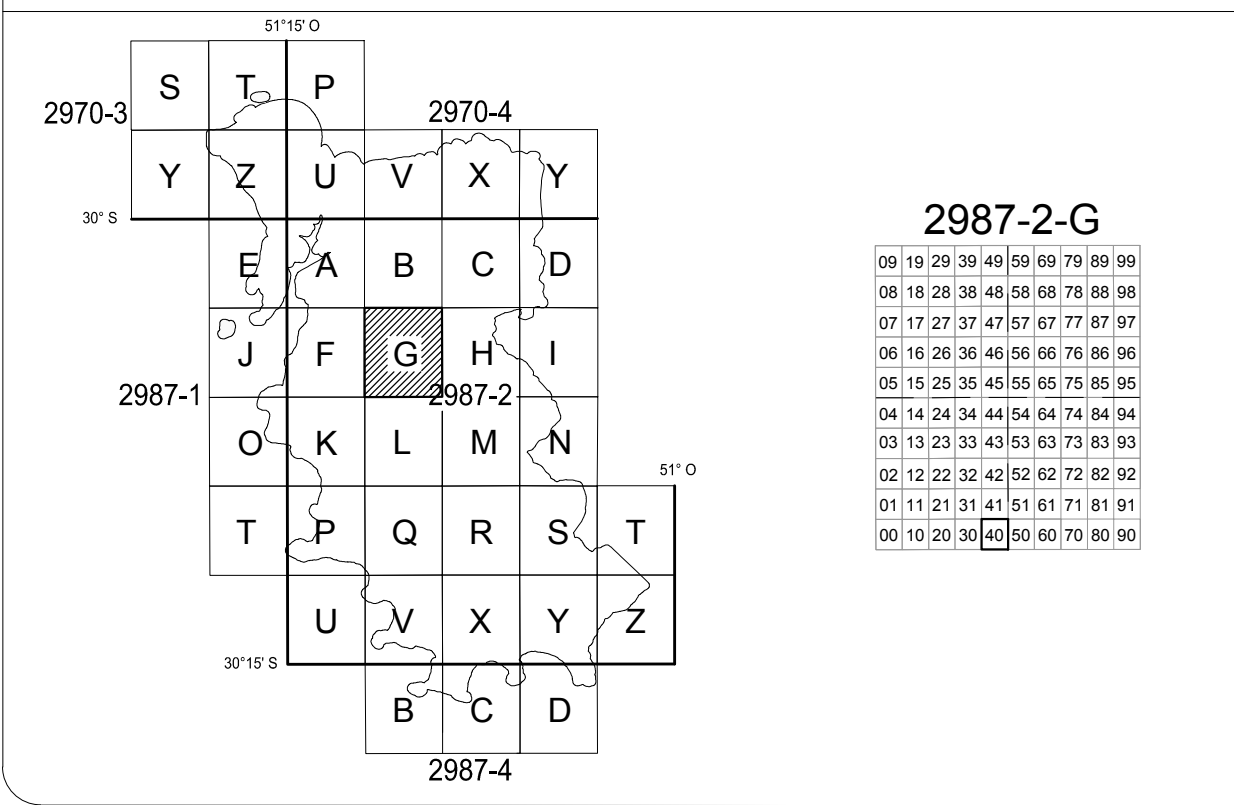 51°15' O
S T P
2970-3 2970-4
Y Z U V X Y
30° S
E A B C D
J F G H I
2987-1 2987-2
O K L M N
51° O
T P Q R S T
U V X Y Z
30°15' S
B C D
2987-4
2987-2-G
09 19 29 39 49 59 69 79 89 99
08 18 28 38 48 58 68 78 88 98
07 17 27 37 47 57 67 77 87 97
06 16 26 36 46 56 66 76 86 96
05 15 25 35 45 55 65 75 85 95
04 14 24 34 44 54 64 74 84 94
03 13 23 33 43 53 63 73 83 93
02 12 22 32 42 52 62 72 82 92
01 11 21 31 41 51 61 71 81 91
00 10 20 30 40 50 60 70 80 90